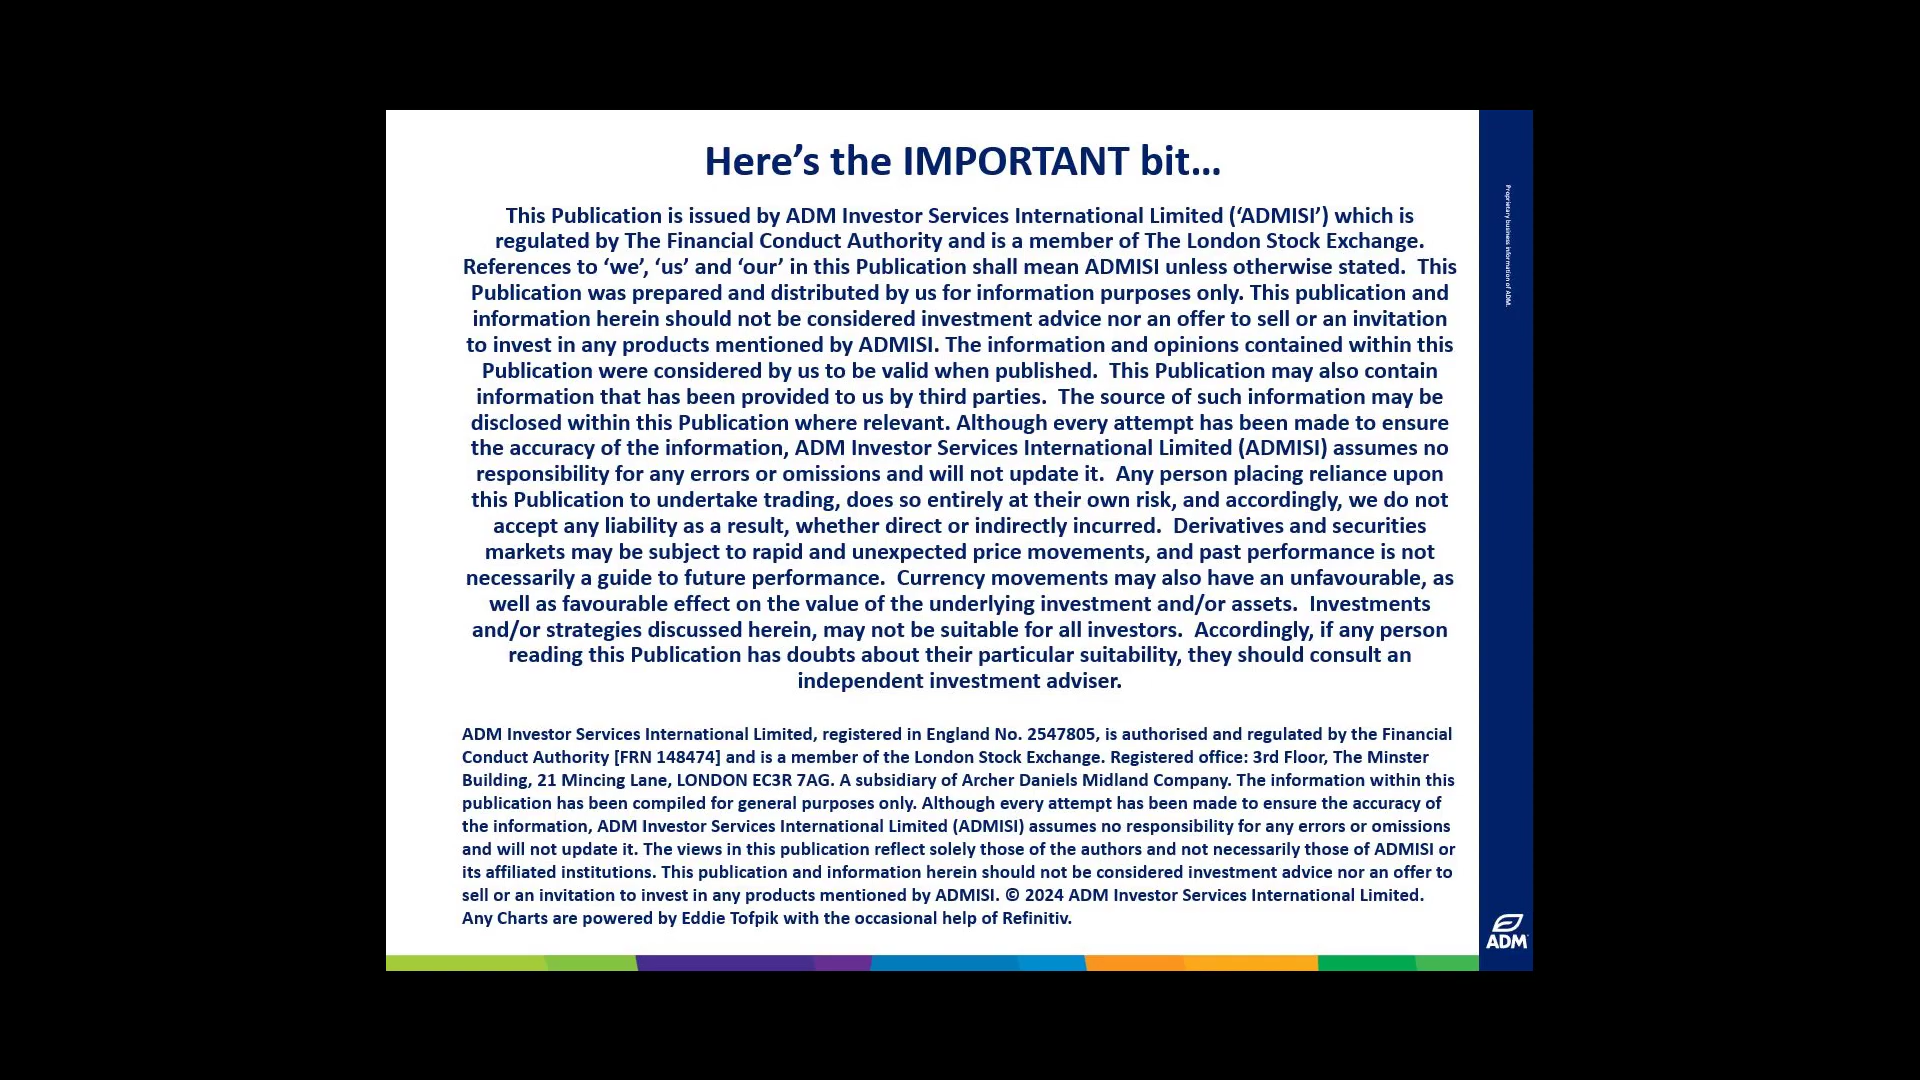 Here’s the IMPORTANT bit…
This Publication is issued by ADM Investor Services International Limited (‘ADMISI’) which is
regulated by The Financial Conduct Authority and is a member of The London Stock Exchange.
References to ‘we’, ‘us’ and ‘our’ in this Publication shall mean ADMISI unless otherwise stated.  This
Publication was prepared and distributed by us for information purposes only. This publication and
information herein should not be considered investment advice nor an offer to sell or an invitation
to invest in any products mentioned by ADMISI. The information and opinions contained within this
Publication were considered by us to be valid when published.  This Publication may also contain
information that has been provided to us by third parties.  The source of such information may be
disclosed within this Publication where relevant. Although every attempt has been made to ensure
the accuracy of the information, ADM Investor Services International Limited (ADMISI) assumes no
responsibility for any errors or omissions and will not update it.  Any person placing reliance upon
this Publication to undertake trading, does so entirely at their own risk, and accordingly, we do not
accept any liability as a result, whether direct or indirectly incurred.  Derivatives and securities
markets may be subject to rapid and unexpected price movements, and past performance is not
necessarily a guide to future performance.  Currency movements may also have an unfavourable, as
well as favourable effect on the value of the underlying investment and/or assets.  Investments
and/or strategies discussed herein, may not be suitable for all investors.  Accordingly, if any person
reading this Publication has doubts about their particular suitability, they should consult an
independent investment adviser.
ADM Investor Services International Limited, registered in England No. 2547805, is authorised and regulated by the Financial
Conduct Authority [FRN 148474] and is a member of the London Stock Exchange. Registered office: 3rd Floor, The Minster
Building, 21 Mincing Lane, LONDON EC3R 7AG. A subsidiary of Archer Daniels Midland Company. The information within this
publication has been compiled for general purposes only. Although every attempt has been made to ensure the accuracy of
the information, ADM Investor Services International Limited (ADMISI) assumes no responsibility for any errors or omissions
and will not update it. The views in this publication reflect solely those of the authors and not necessarily those of ADMISI or
its affiliated institutions. This publication and information herein should not be considered investment advice nor an offer to
sell or an invitation to invest in any products mentioned by ADMISI. © 2024 ADM Investor Services International Limited.
Any Charts are powered by Eddie Tofpik with the occasional help of Refinitiv.
Proprietary business information of ADM.
ADM